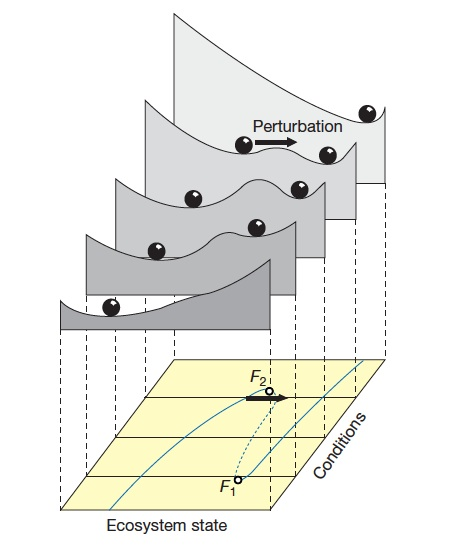 Perturbation
F2
F1
Conditions
Ecosystem state